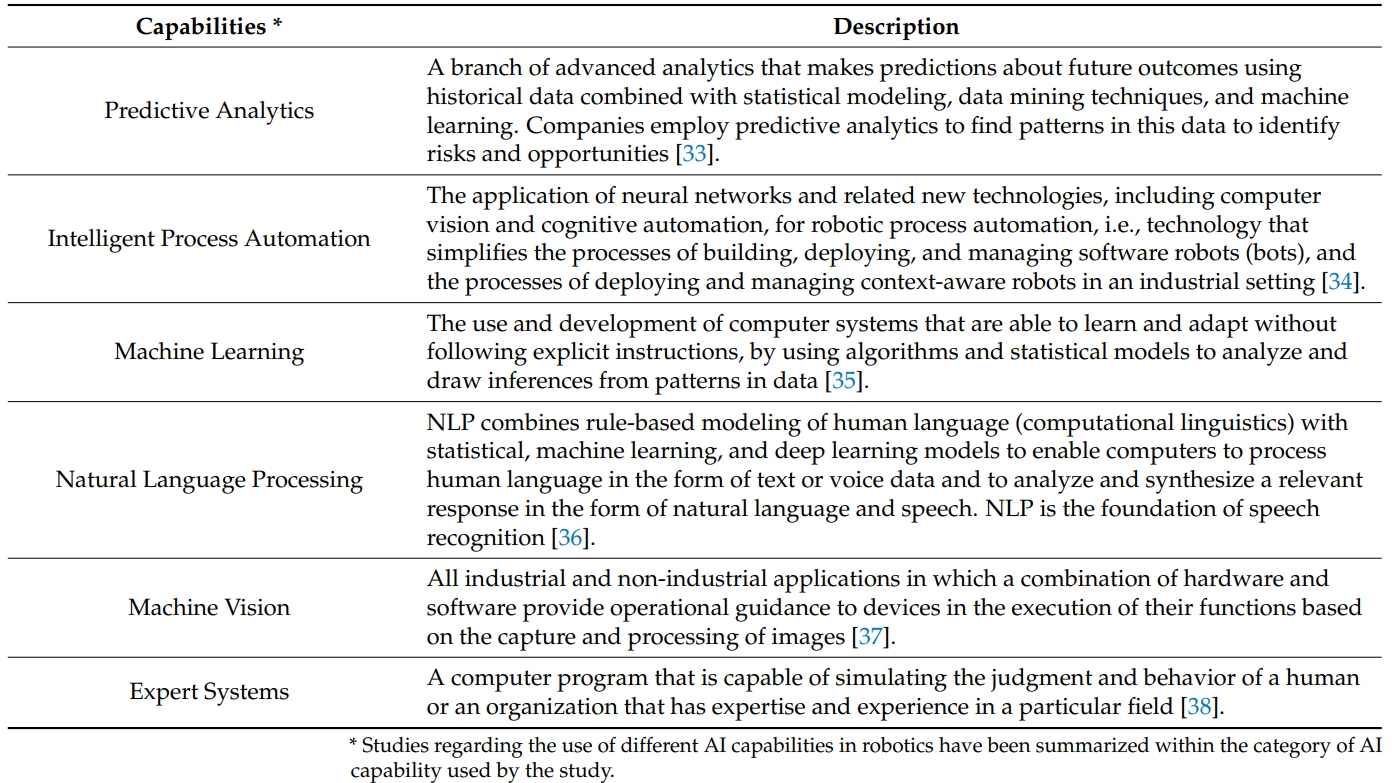 Capabilities * Description
Predictive Analytics
A branch of advanced analytics that makes predictions about future outcomes using
historical data combined with statistical modeling, data mining techniques, and machine
learning. Companies employ predictive analytics to find patterns in this data to identify
risks and opportunities [33].
Intelligent Process Automation
The application of neural networks and related new technologies, including computer
vision and cognitive automation, for robotic process automation, i.e., technology that
simplifies the processes of building, deploying, and managing software robots (bots), and
the processes of deploying and managing context-aware robots in an industrial setting [34].
Machine Learning
The use and development of computer systems that are able to learn and adapt without
following explicit instructions, by using algorithms and statistical models to analyze and
draw inferences from patterns in data [35].
Natural Language Processing
NLP combines rule-based modeling of human language (computational linguistics) with
statistical, machine learning, and deep learning models to enable computers to process
human language in the form of text or voice data and to analyze and synthesize a relevant
response in the form of natural language and speech. NLP is the foundation of speech
recognition [36].
Machine Vision
All industrial and non-industrial applications in which a combination of hardware and
software provide operational guidance to devices in the execution of their functions based
on the capture and processing of images [37].
Expert Systems
A computer program that is capable of simulating the judgment and behavior of a human
or an organization that has expertise and experience in a particular field [38].
* Studies regarding the use of different AI capabilities in robotics have been summarized within the category of AI
capability used by the study.